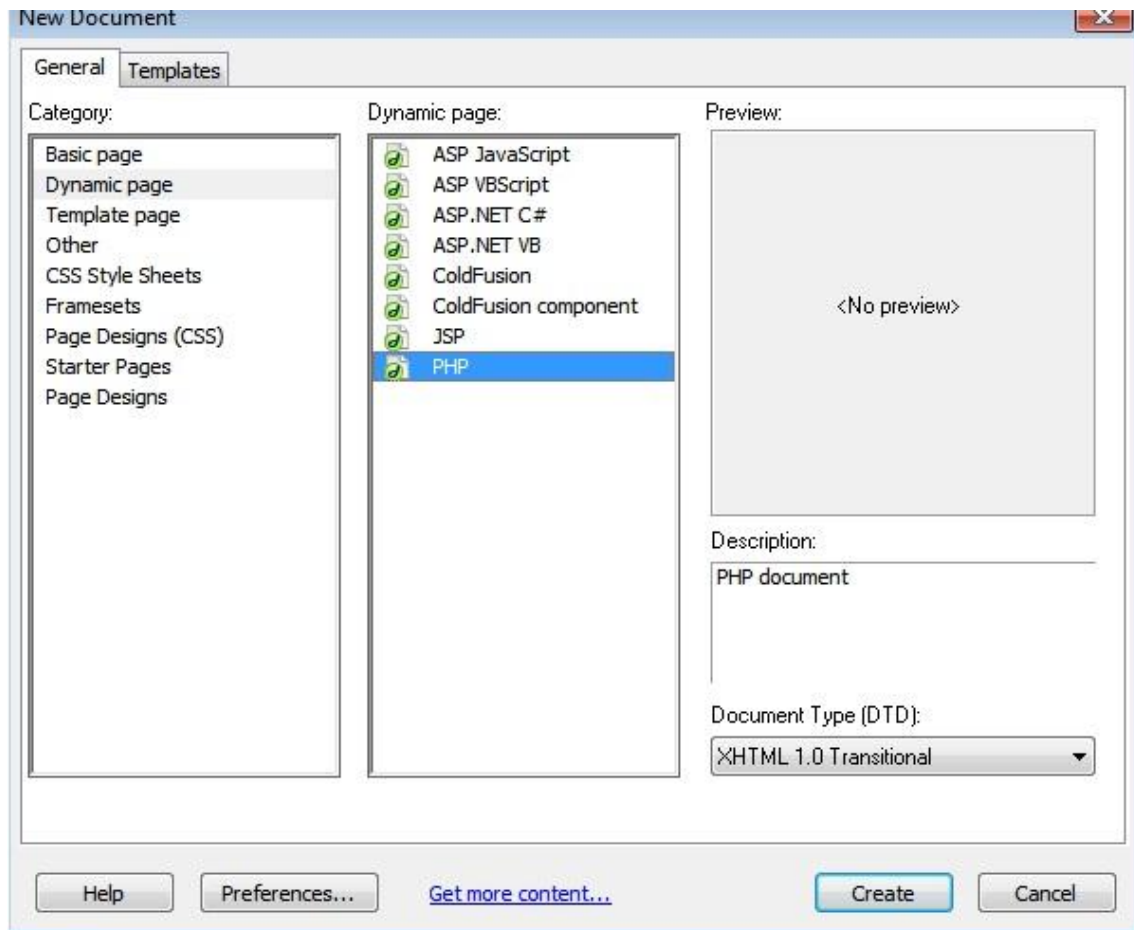 New Document
General
Templates
Category:
Basic page
Dynamic page
Template page
Other
CSS Style Sheets
Framesets
Page Designs (CSS)
Starter Pages
Page Designs
Dynamic page:
ASP JavaScript
ASP VBScript
ASP.NET C#
ASP.NET VB
ColdFusion
ColdFusion component
JSP
PHP
Preview:
<No preview>
Description:
PHP document
Document Type (DTD):
XHTML 1.0 Transitional
Help
Preferences...
Get more content...
Create
Cancel